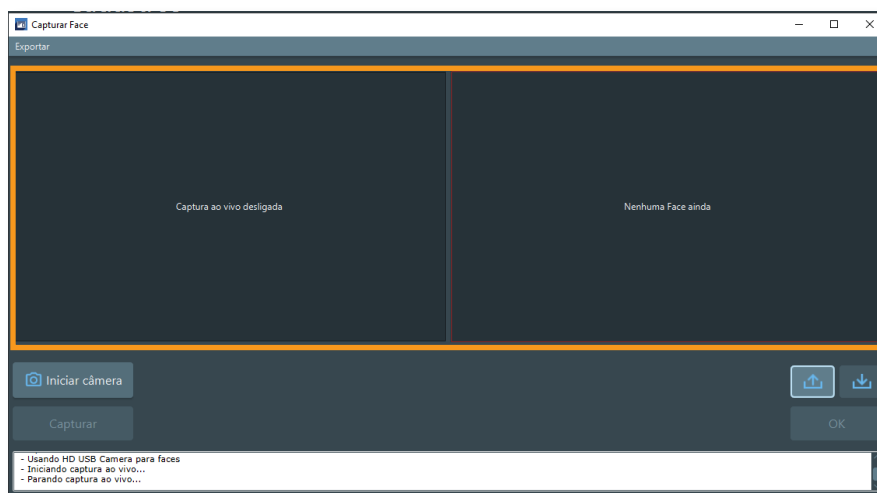 Capturar Face
Exportar
Captura ao vivo desligada
Nenhuma Face ainda
Iniciar câmera
Capturar
OK
- Usando HD USB Camera para faces
- Iniciando captura ao vivo...
- Parando captura ao vivo...